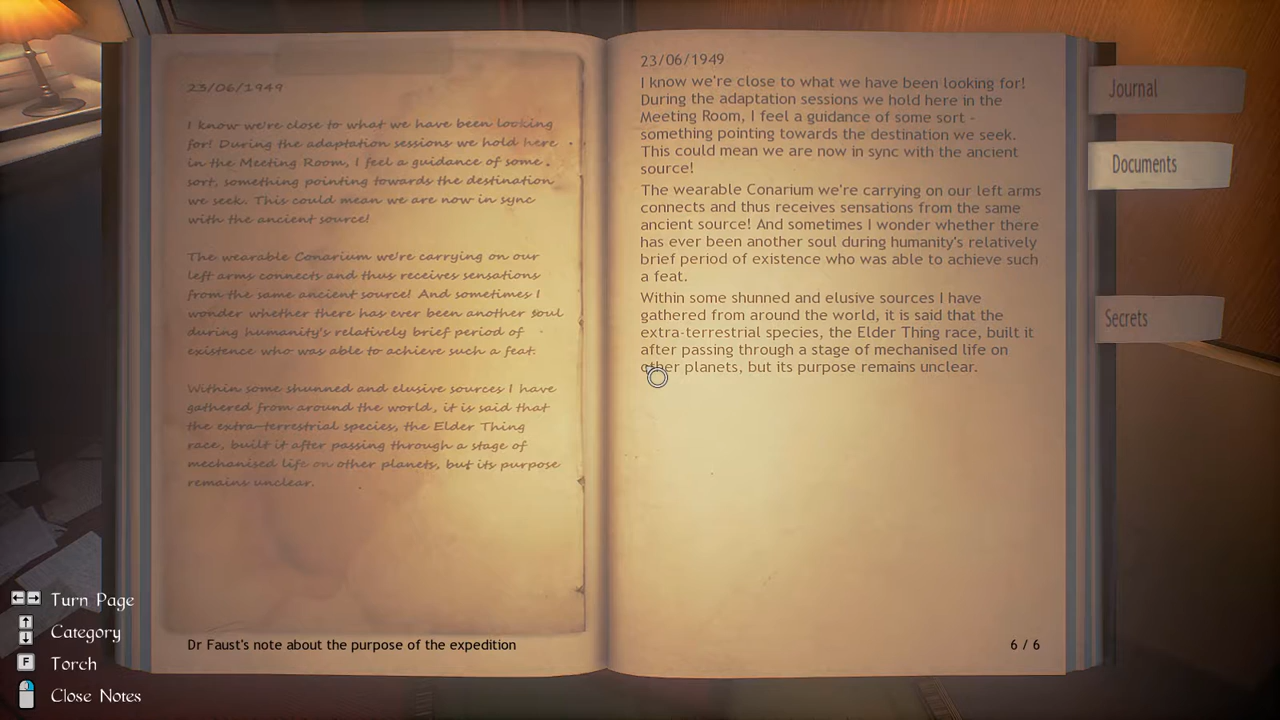 23/06/1949
I know we're close to what we have been looking
for! During the adaptation sessions we hold here
in the Meeting Room, I feel a guidance of some
sort, something pointing towards the destination
we seek. This could mean we are now in sync
with the ancient source!
The wearable Conarium we're carrying on our
left arms connects and thus receives sensations
from the same ancient source! And sometimes I
wonder whether there has ever been another soul
during humanity's relatively brief period of
existence who was able to achieve such a feat.
Within some shunned and elusive sources I have
gathered from around the world, it is said that
the extra-terrestrial species, the Elder Thing
race, built it after passing through a stage of
mechanised life on other planets, but its purpose
remains unclear.
Dr Faust's note about the purpose of the expedition
23/06/1949
I know we're close to what we have been looking for!
During the adaptation sessions we hold here in the
Meeting Room, I feel a guidance of some sort -
something pointing towards the destination we seek.
This could mean we are now in sync with the ancient
source!
The wearable Conarium we're carrying on our left arms
connects and thus receives sensations from the same
ancient source! And sometimes I wonder whether there
has ever been another soul during humanity's relatively
brief period of existence who was able to achieve such
a feat.
Within some shunned and elusive sources I have
gathered from around the world, it is said that the
extra-terrestrial species, the Elder Thing race, built it
after passing through a stage of mechanised life on
other planets, but its purpose remains unclear.
6 / 6
Journal
Documents
Secrets
Turn Page
Category
F Torch
Close Notes